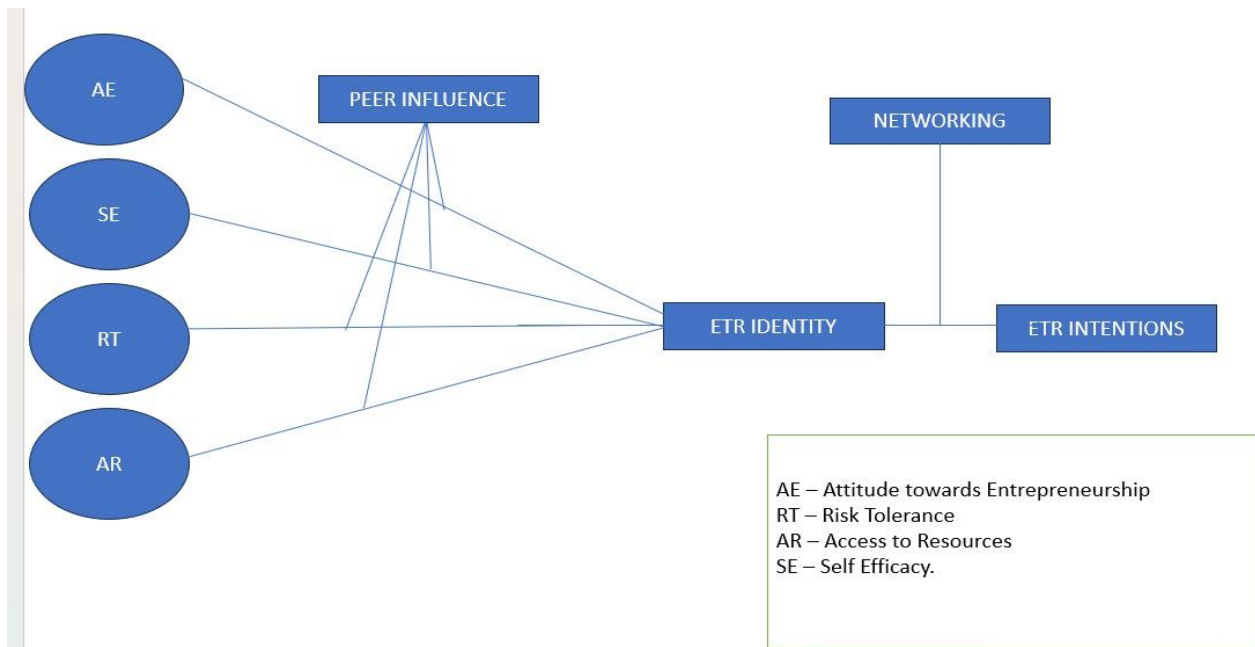 AE
PEER INFLUENCE
NETWORKING
SE
ETR IDENTITY
ETR INTENTIONS
RT
AR
AE – Attitude towards Entrepreneurship
RT – Risk Tolerance
AR – Access to Resources
SE – Self Efficacy.